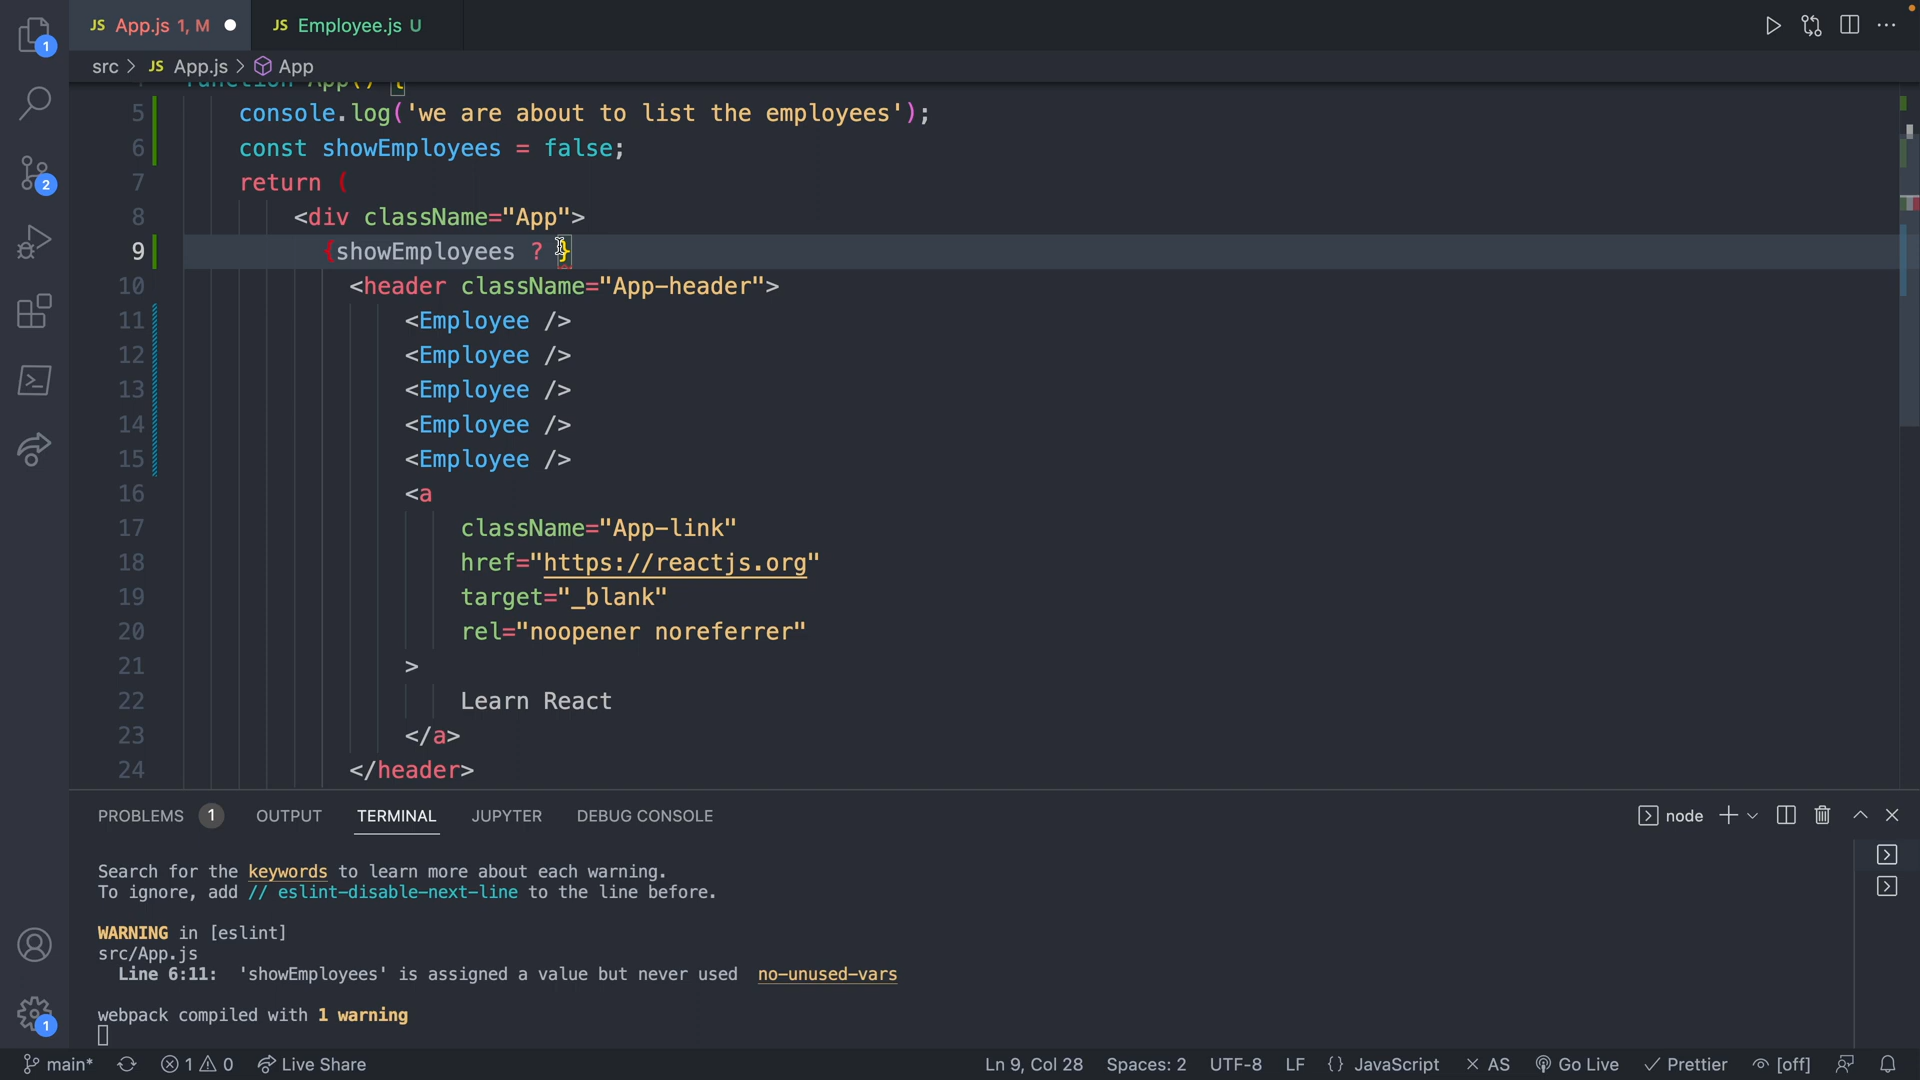 JS App.js 1, M
JS Employee.js U
src > JS App.js > App
function App() {
5 console.log('we are about to list the employees');
6 const showEmployees = false;
7 return (
8 <div className="App">
9 {showEmployees ? }
10 <header className="App-header">
11 <Employee />
12 <Employee />
13 <Employee />
14 <Employee />
15 <Employee />
16 <a
17 className="App-link"
18 href="https://reactjs.org"
19 target="_blank"
20 rel="noopener noreferrer"
21 >
22 Learn React
23 </a>
24 </header>
1
2
PROBLEMS 1 OUTPUT TERMINAL JUPYTER DEBUG CONSOLE
node
Search for the keywords to learn more about each warning.
To ignore, add // eslint-disable-next-line to the line before.
WARNING in [eslint]
src/App.js
Line 6:11: 'showEmployees' is assigned a value but never used no-unused-vars
webpack compiled with 1 warning
1
main* 1 0 Live Share
Ln 9, Col 28 Spaces: 2 UTF-8 LF {} JavaScript × AS Go Live ✓ Prettier [off]